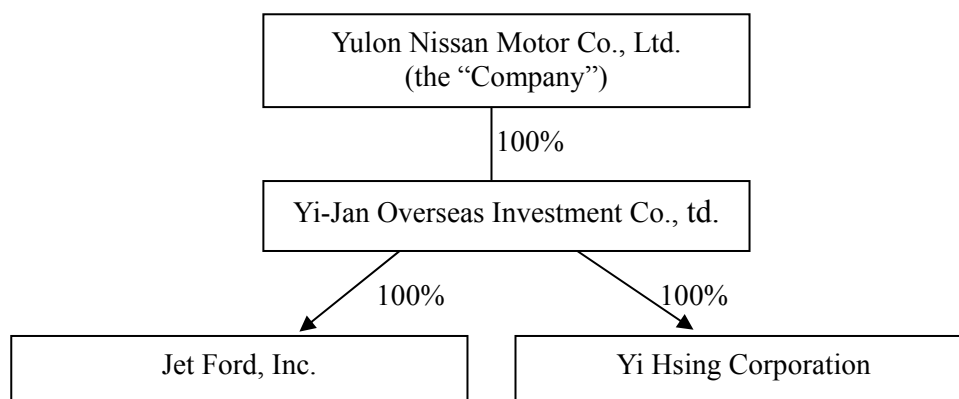 Yulon Nissan Motor Co., Ltd.
(the “Company”)
100%
Yi-Jan Overseas Investment Co., td.
100%
100%
Jet Ford, Inc.
Yi Hsing Corporation